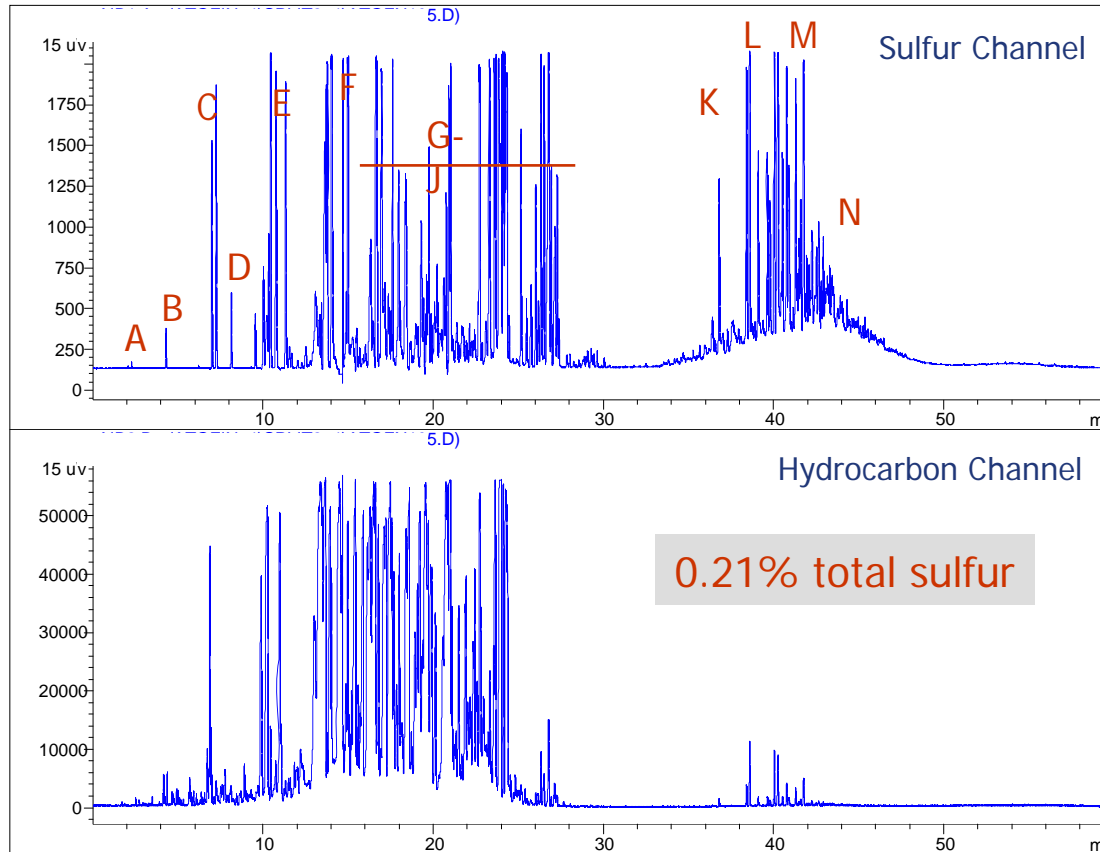 5.D)
15 uv
Sulfur Channel
L M
C E F
1750
K
1500
G-
J
1250
N
1000
D
750
B
500
A
250
0
10 20 30 40 50 m
5.D)
15 uv
Hydrocarbon Channel
50000
0.21% total sulfur
40000
30000
20000
10000
0
10 20 30 40 50 m